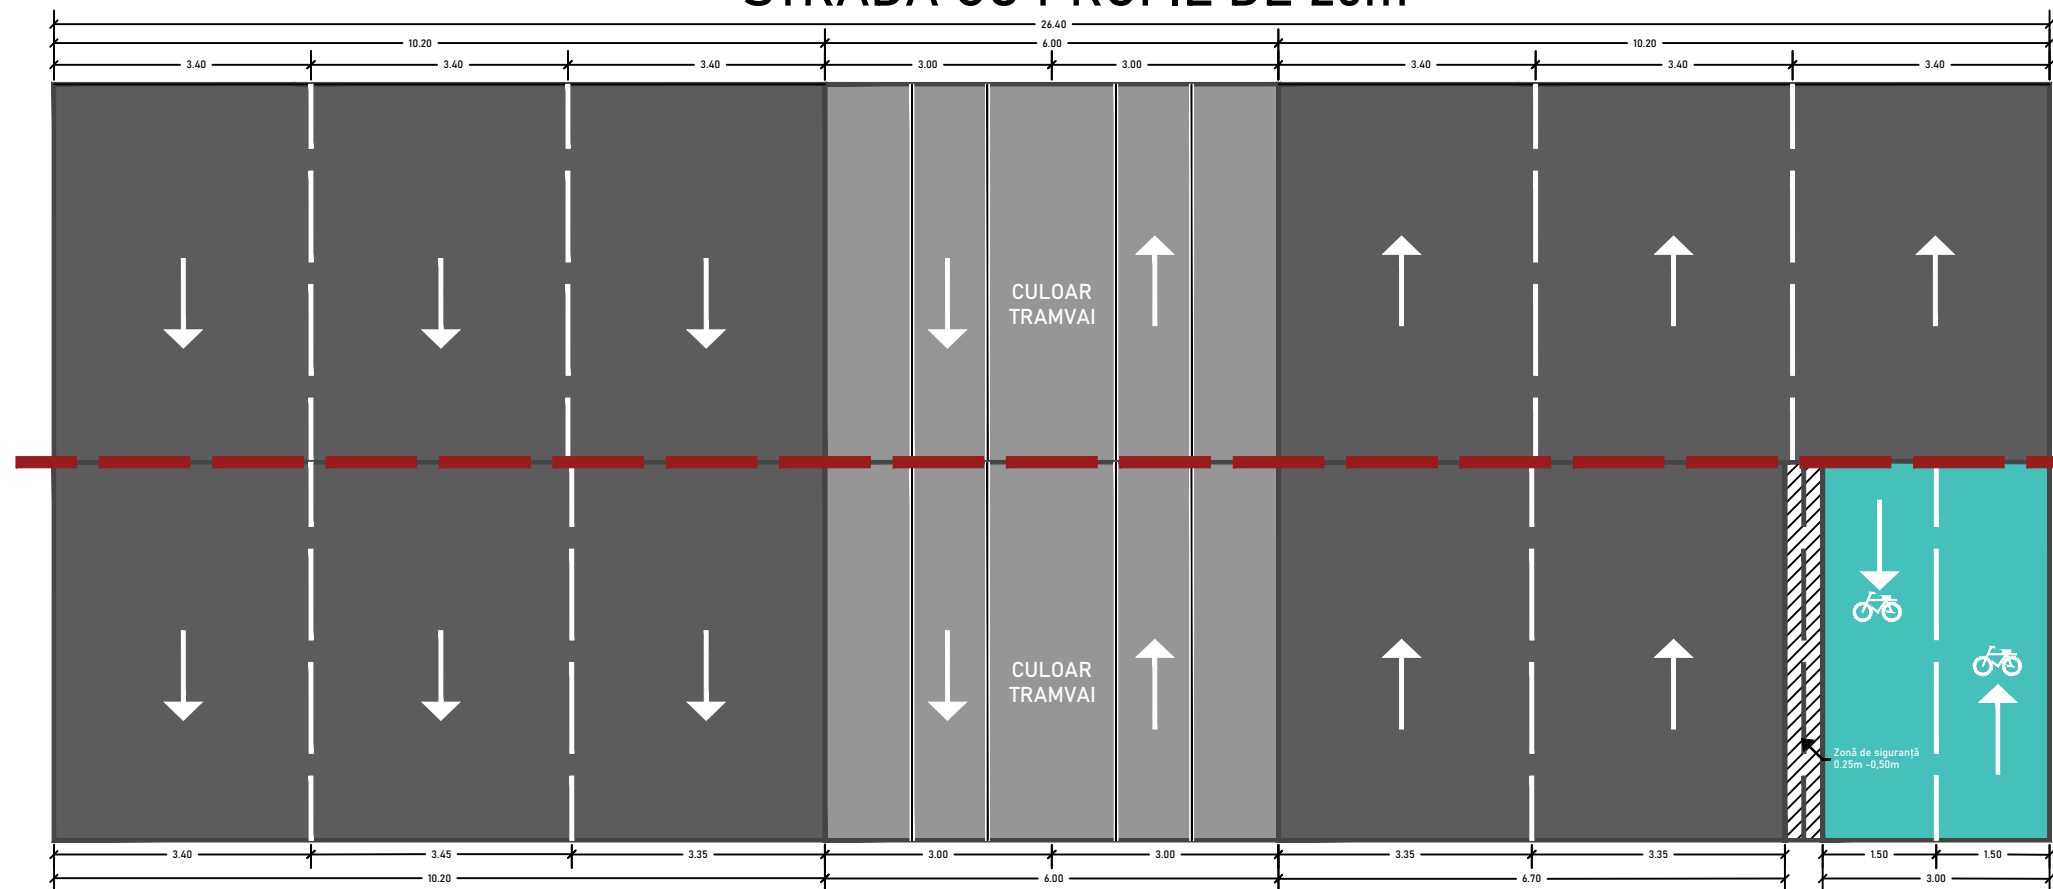 26.40
10.20 6.00 10.20
3.40 3.40 3.40 3.00 3.00 3.40 3.40 3.40
CULOAR
TRAMVAI
CULOAR
TRAMVAI
Zonă de siguranță
0.25m -0,50m
3.40 3.45 3.35 3.00 3.00 3.35 3.35 1.50 1.50
10.20 6.00 6.70 3.00